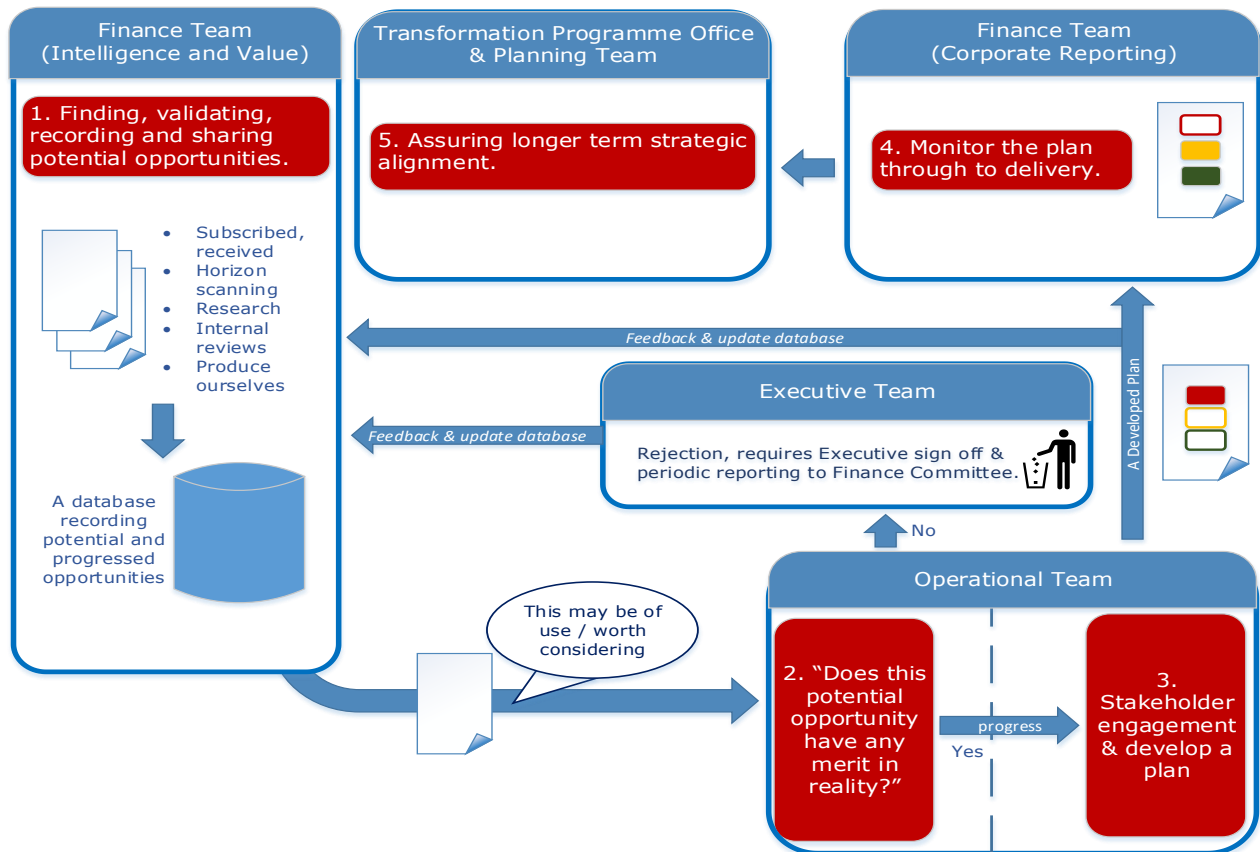 Finance Team
(Intelligence and Value)
1. Finding, validating,
recording and sharing
potential opportunities.
• Subscribed,
received
• Horizon
scanning
• Research
• Internal
reviews
• Produce
ourselves
A database
recording
potential and
progressed
opportunities
Transformation Programme Office
& Planning Team
5. Assuring longer term strategic
alignment.
Finance Team
(Corporate Reporting)
4. Monitor the plan
through to delivery.
Feedback & update database
A Developed Plan
Executive Team
Rejection, requires Executive sign off &
periodic reporting to Finance Committee.
Feedback & update database
No
This may be of
use / worth
considering
Operational Team
2. “Does this
potential
opportunity
have any
merit in
reality?”
progress
Yes
3.
Stakeholder
engagement
& develop a
plan